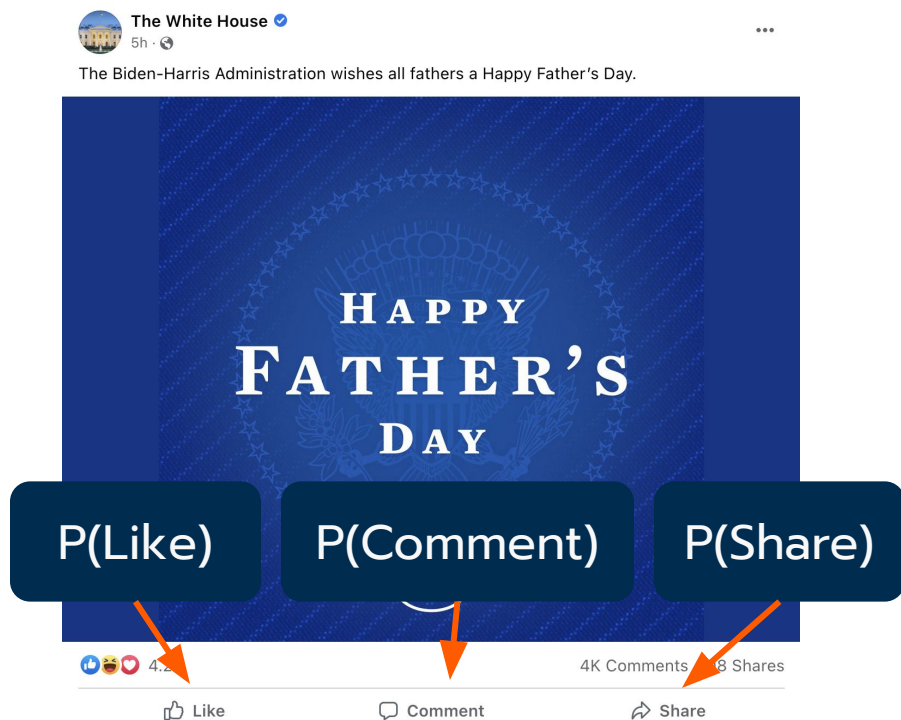 The White House
5h
The Biden-Harris Administration wishes all fathers a Happy Father's Day.
HAPPY
FATHER'S
DAY
P(Like) P(Comment) P(Share)
4K Comments Shares
Like Comment Share